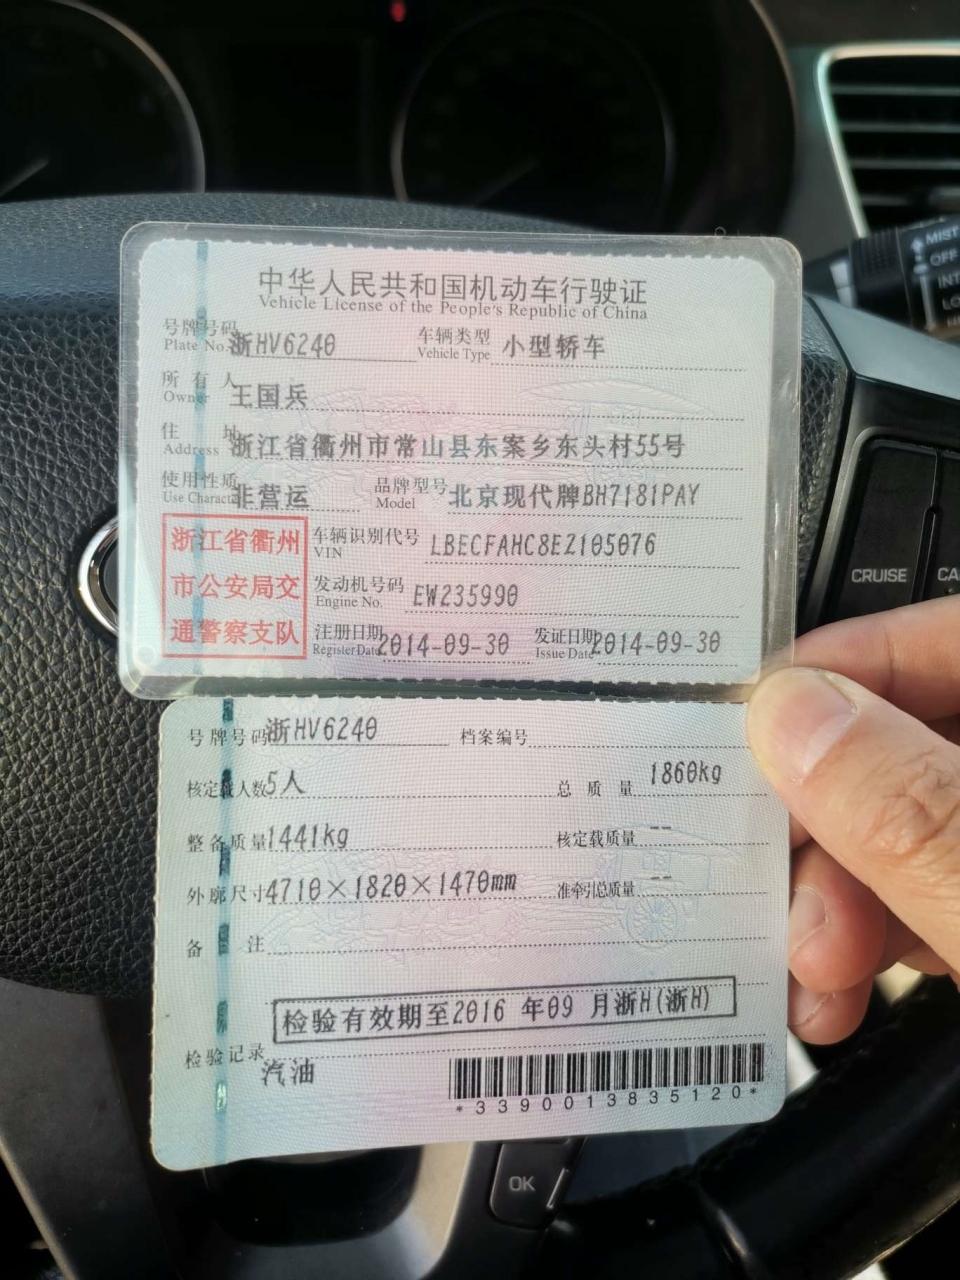 中华人民共和国机动车行驶证
Vehicle License of the People's Republic of China
号牌号码 浙HV6240 车辆类型 小型轿车
Plate No. Vehicle Type
所有人 王国兵
Owner
住址 浙江省衢州市常山县东案乡东头村55号
Address
使用性质 非营运 品牌型号 北京现代牌BH7181PAY
Use Character Model
浙江省衢州
市公安局交
通警察支队
车辆识别代号 LBECFAHC8EZ105076
VIN
发动机号码 EW235990
Engine No.
注册日期 2014-09-30 发证日期 2014-09-30
Register Date Issue Date
号牌号码 浙HV6240 档案编号
核定载人数 5人 总质量 1860kg
整备质量 1441kg 核定载质量 --
外廓尺寸 4710×1820×1470mm 准牵引总质量 --
备注
检验有效期至2016 年09 月浙H(浙H)
检验记录
汽油
*3390013835120*
MIST
OFF
INT
LO
CRUISE
CA
OK